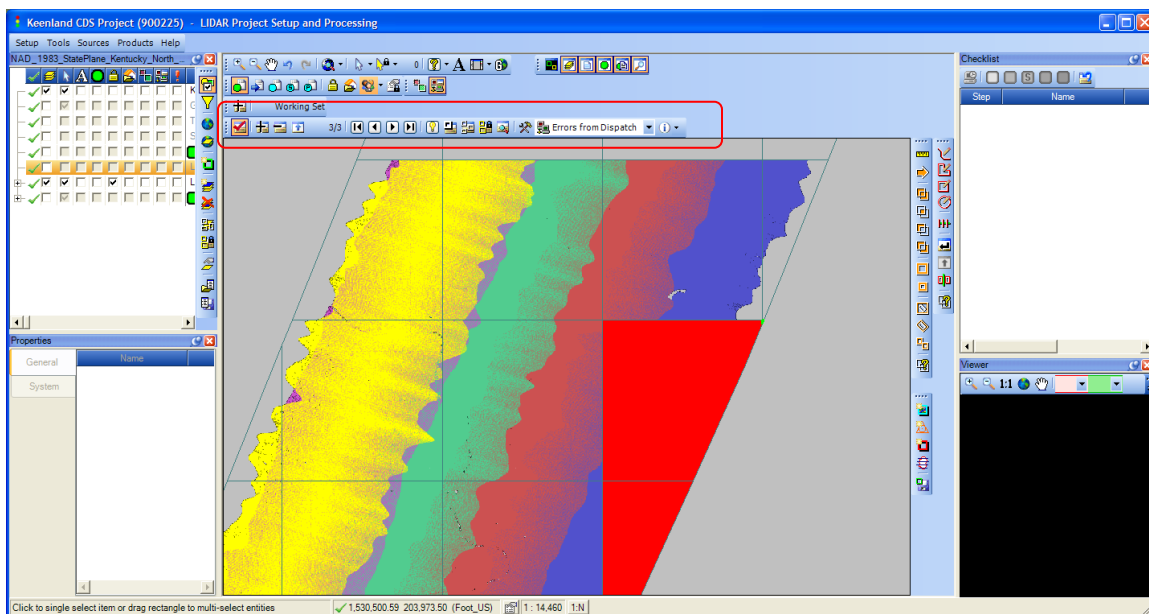 Keenland CDS Project (900225) - LIDAR Project Setup and Processing
Setup Tools Sources Products Help
NAD_1983_StatePlane_Kentucky_North_...
Working Set
3/3
Errors from Dispatch
Checklist
Step Name
Properties
General
System
Name
Viewer
1:1
Click to single select item or drag rectangle to multi-select entities
1,530,500.59 203,973.50 (Foot_US)
1 : 14,460
1:N